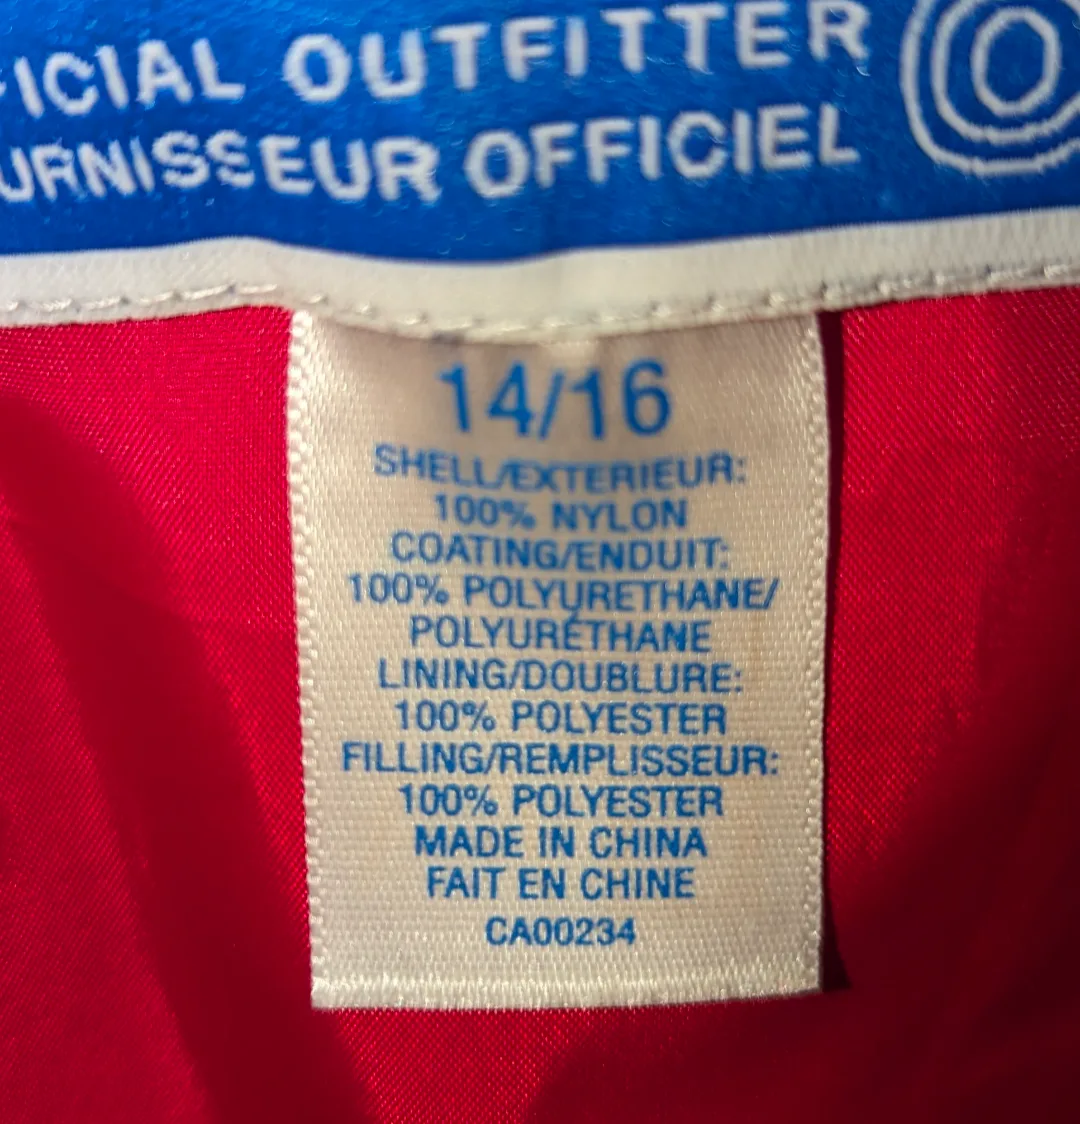 ICIAL OUTFITTER
URNISSEUR OFFICIEL
14/16
SHELL/EXTERIEUR:
100% NYLON
COATING/ENDUIT:
100% POLYURETHANE/
POLYURÉTHANE
LINING/DOUBLURE:
100% POLYESTER
FILLING/REMPLISSEUR:
100% POLYESTER
MADE IN CHINA
FAIT EN CHINE
CA00234